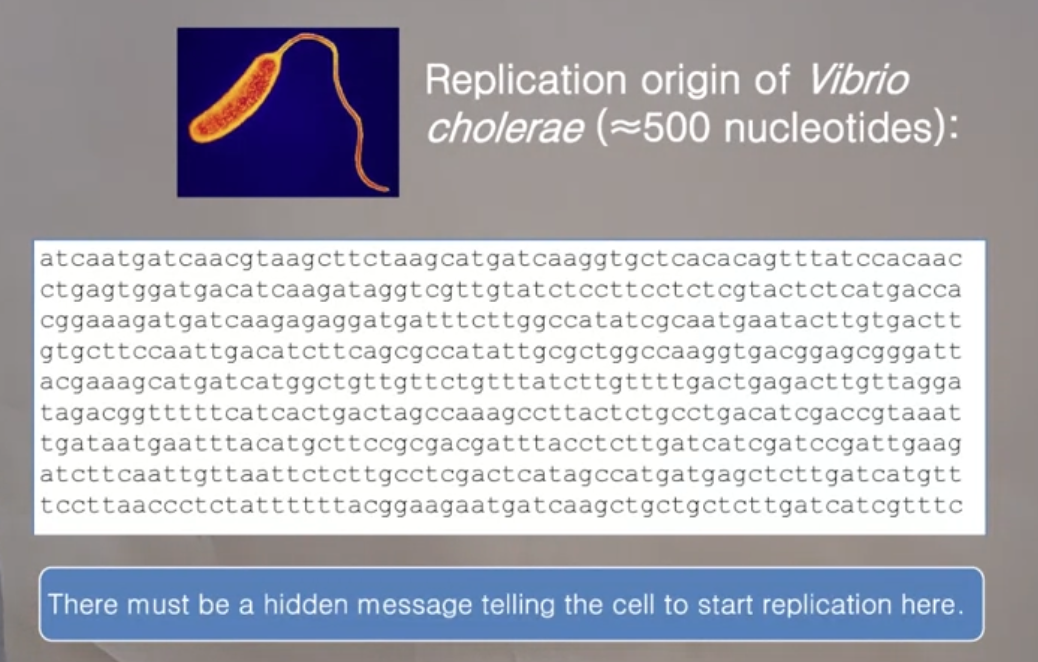 Replication origin of Vibrio
cholerae (≈500 nucleotides):
atcaatgatcaacgtaagcttctaagcatgatcaaggtgctcacacagtttatccacaac
ctgagtggatgacatcaagataggtcgttgtatctccttcctctcgtactctcatgacca
cggaaagatgatcaagagaggatgatttcttggccatatcgcaatgaatacttgtgactt
gtgcttccaattgacatcttcagcgccatattgcgctggccaaggtgacggagcgggatt
acgaaagcatgatcatggctgttgttctgtttatcttgttttgactgagacttgttagga
tagacggtttttcatcactgactagccaaagccttactctgcctgacatcgaccgtaaat
tgataatgaatttacatgcttccgcgacgatttacctcttgatcatcgatccgattgaag
atcttcaattgttaattctcttgcctcgactcatagccatgatgagctcttgatcatgtt
tccttaaccctctattttttacggaagaatgatcaagctgctgctcttgatcatcgtttc
There must be a hidden message telling the cell to start replication here.